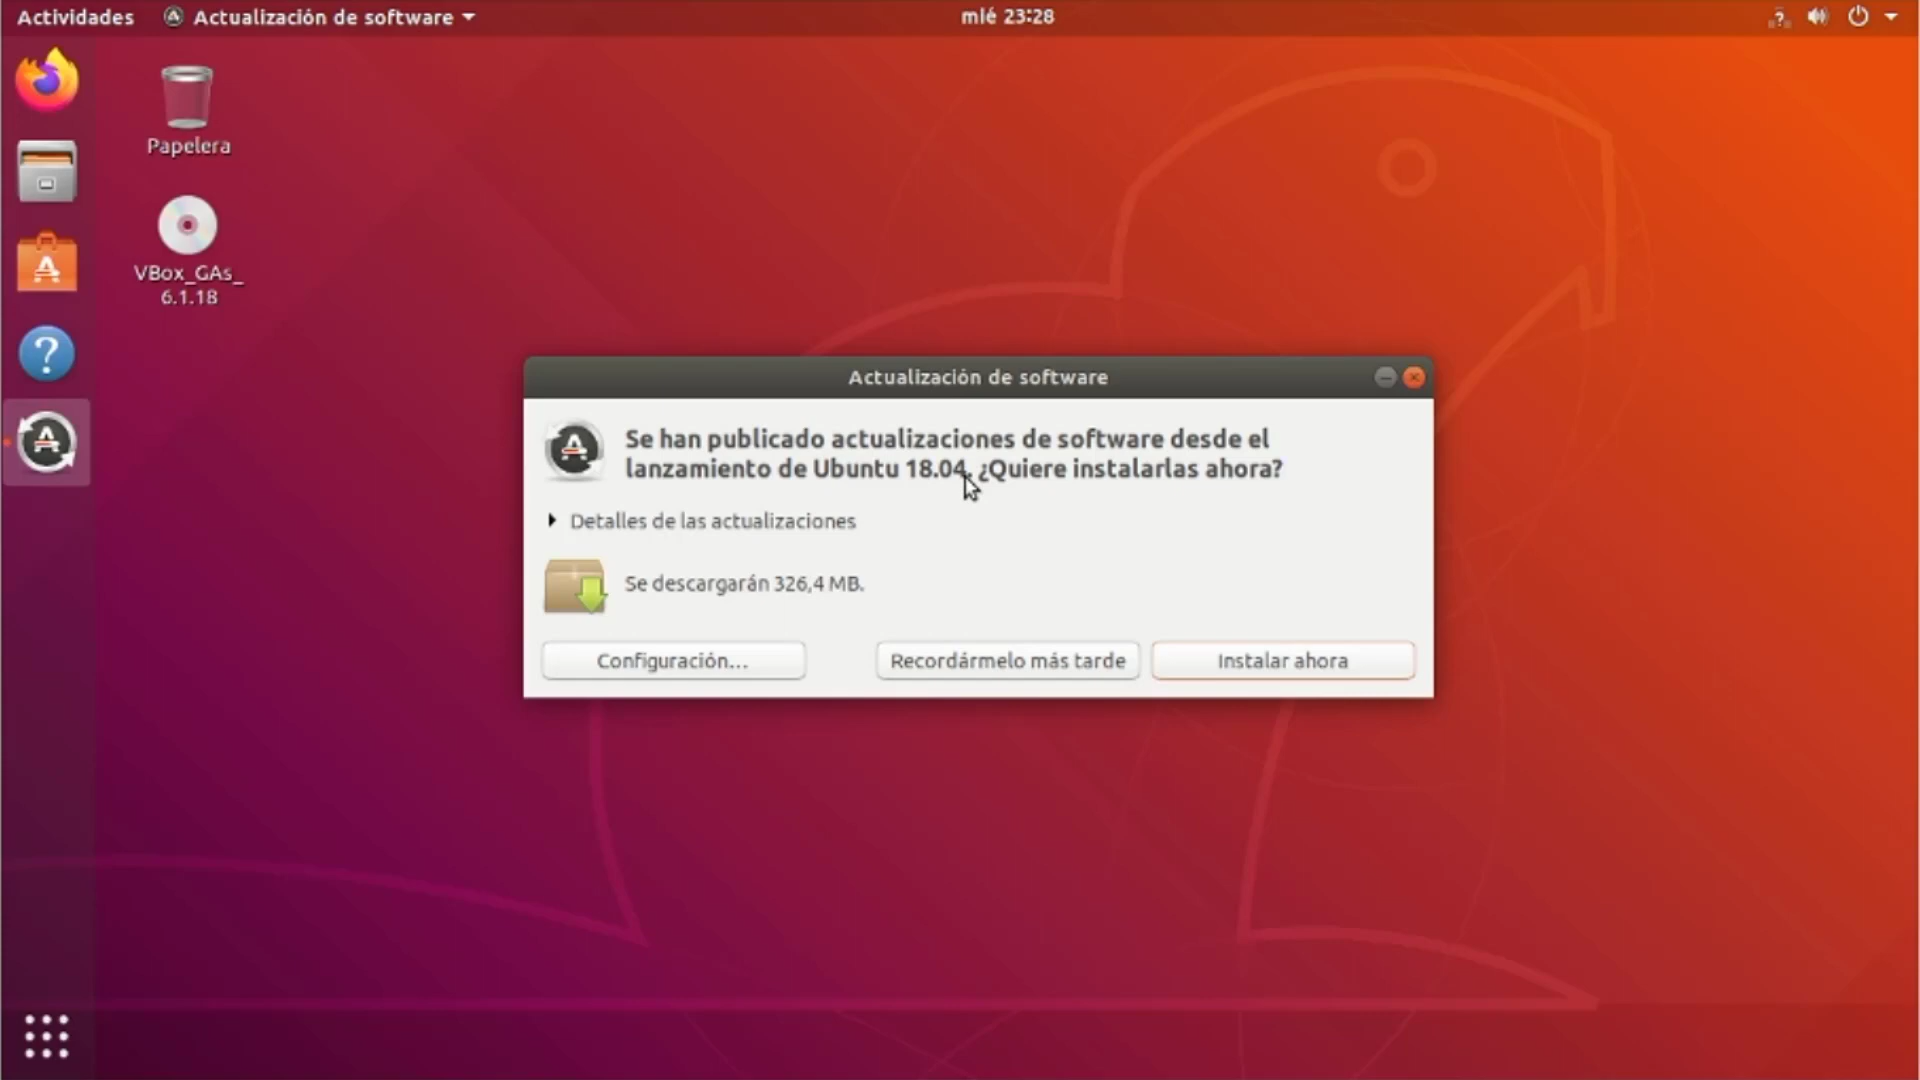 Actividades
Actualización de software
mié 23:28
Papelera
VBox_GAs_
6.1.18
Actualización de software
Se han publicado actualizaciones de software desde el
lanzamiento de Ubuntu 18.04. ¿Quiere instalarlas ahora?
Detalles de las actualizaciones
Se descargarán 326,4 MB.
Configuración...
Recordármelo más tarde
Instalar ahora